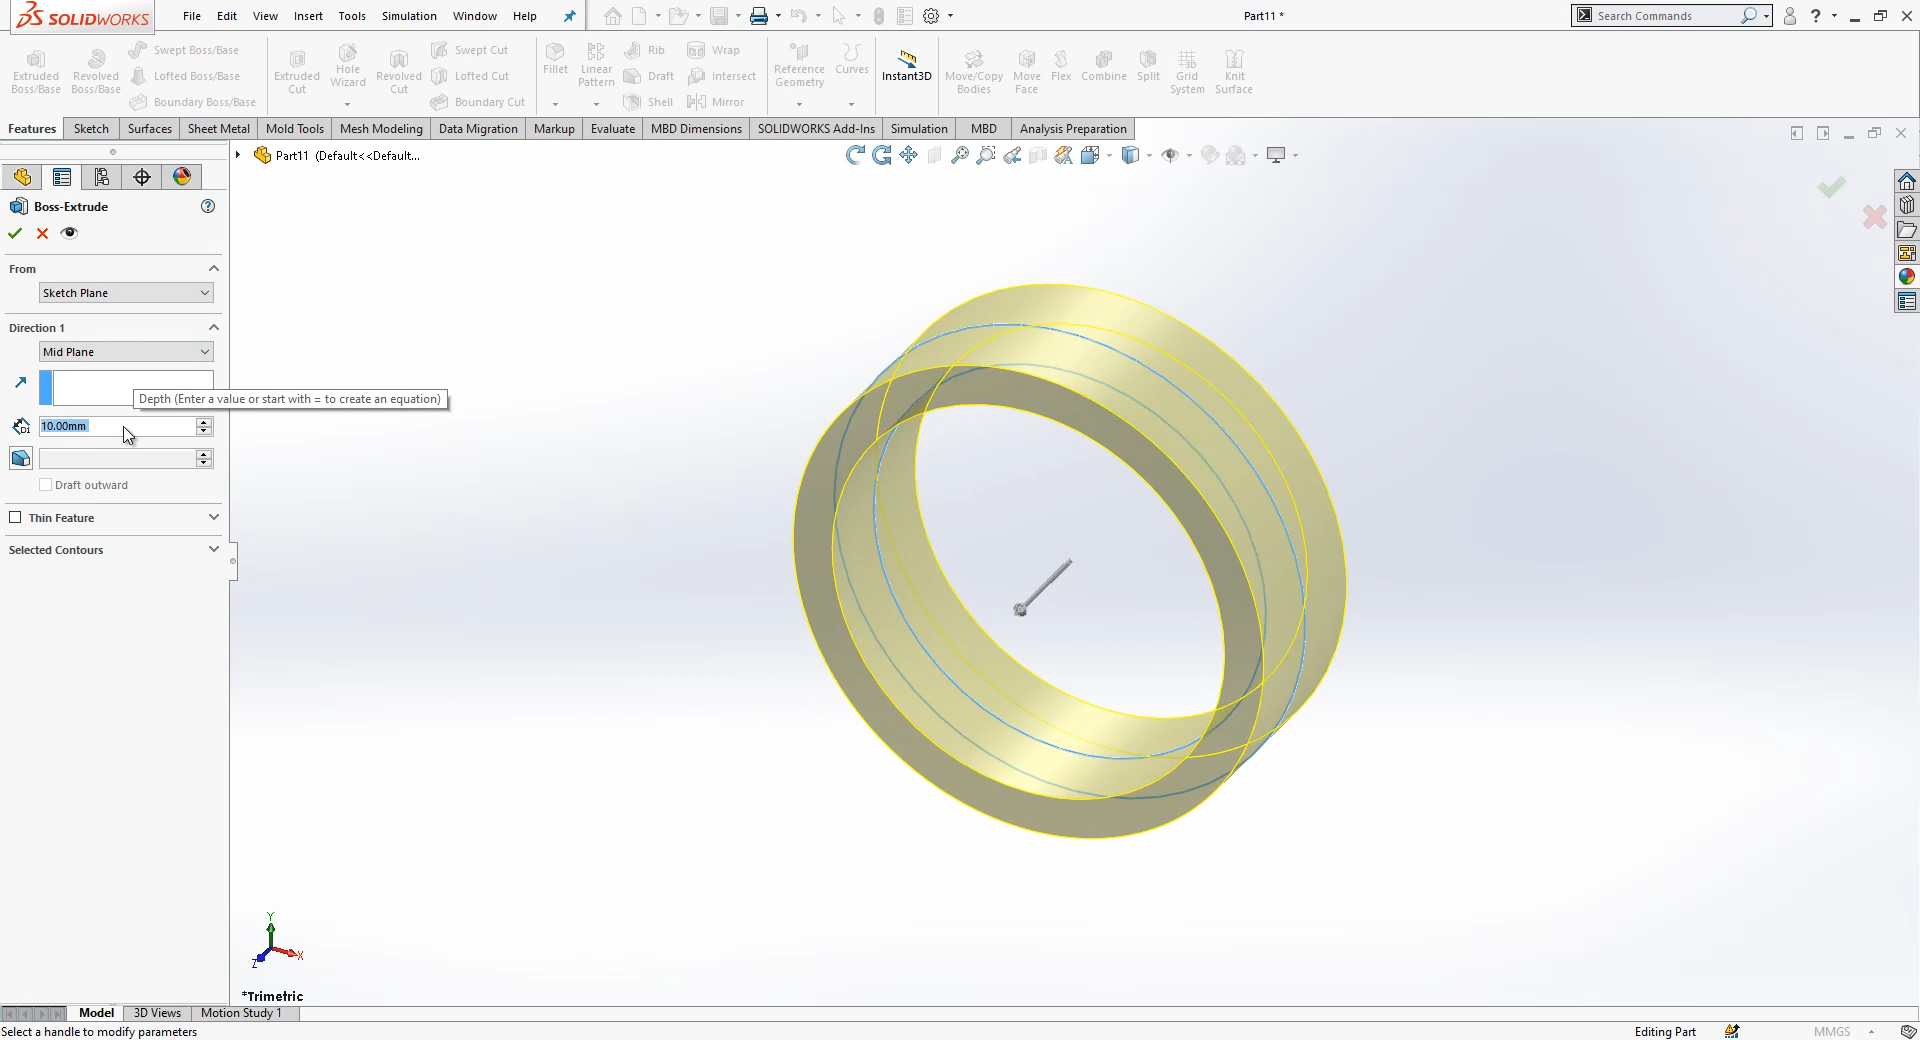 SOLIDWORKS
File Edit View Insert Tools Simulation Window Help
Part11 *
Search Commands
Extruded Boss/Base
Revolved Boss/Base
Swept Boss/Base
Lofted Boss/Base
Boundary Boss/Base
Extruded Cut
Hole Wizard
Revolved Cut
Swept Cut
Lofted Cut
Boundary Cut
Fillet
Linear Pattern
Rib
Draft
Shell
Wrap
Intersect
Mirror
Reference Geometry
Curves
Instant3D
Move/Copy Bodies
Move Face
Flex
Combine
Split
Grid System
Knit Surface
Features Sketch Surfaces Sheet Metal Mold Tools Mesh Modeling Data Migration Markup Evaluate MBD Dimensions SOLIDWORKS Add-Ins Simulation MBD Analysis Preparation
Part11 (Default<<Default...
Boss-Extrude
From
Sketch Plane
Direction 1
Mid Plane
Depth (Enter a value or start with = to create an equation)
D1
10.00mm
Draft outward
Thin Feature
Selected Contours
Y
X
Z
*Trimetric
Model 3D Views Motion Study 1
Select a handle to modify parameters
Editing Part
MMGS